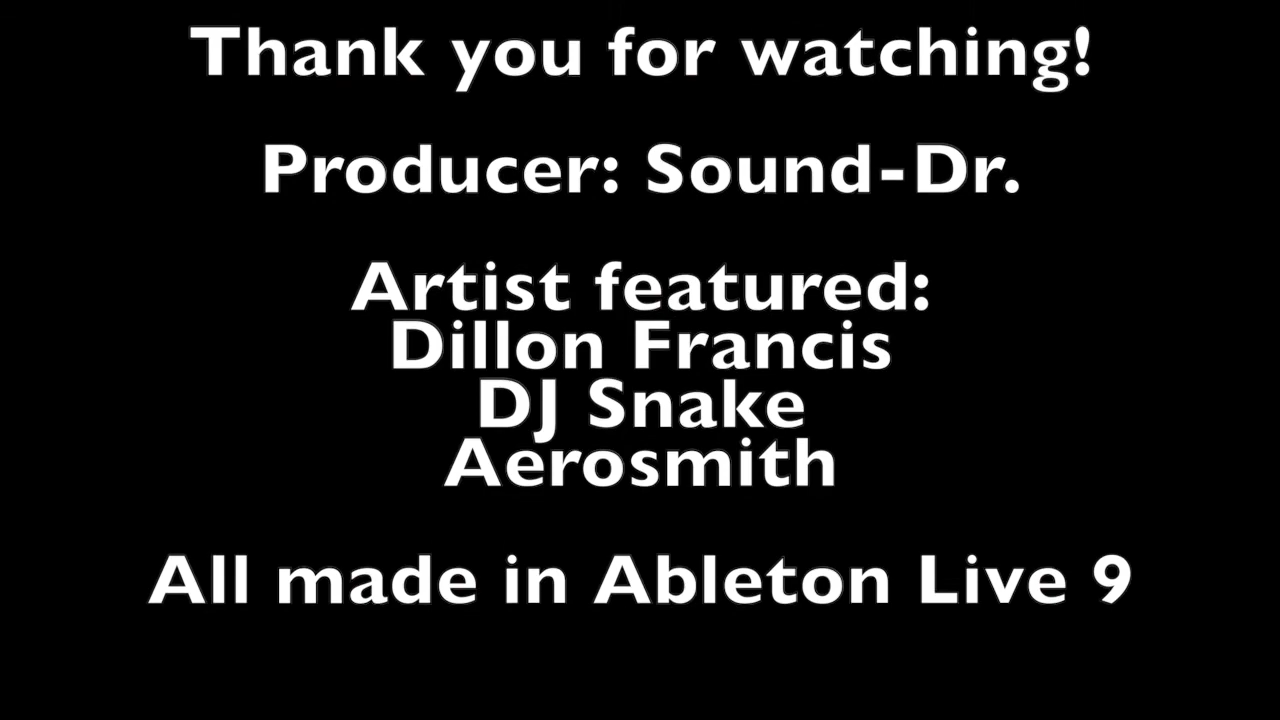 Thank you for watching!
Producer: Sound-Dr.
Artist featured:
Dillon Francis
DJ Snake
Aerosmith
All made in Ableton Live 9